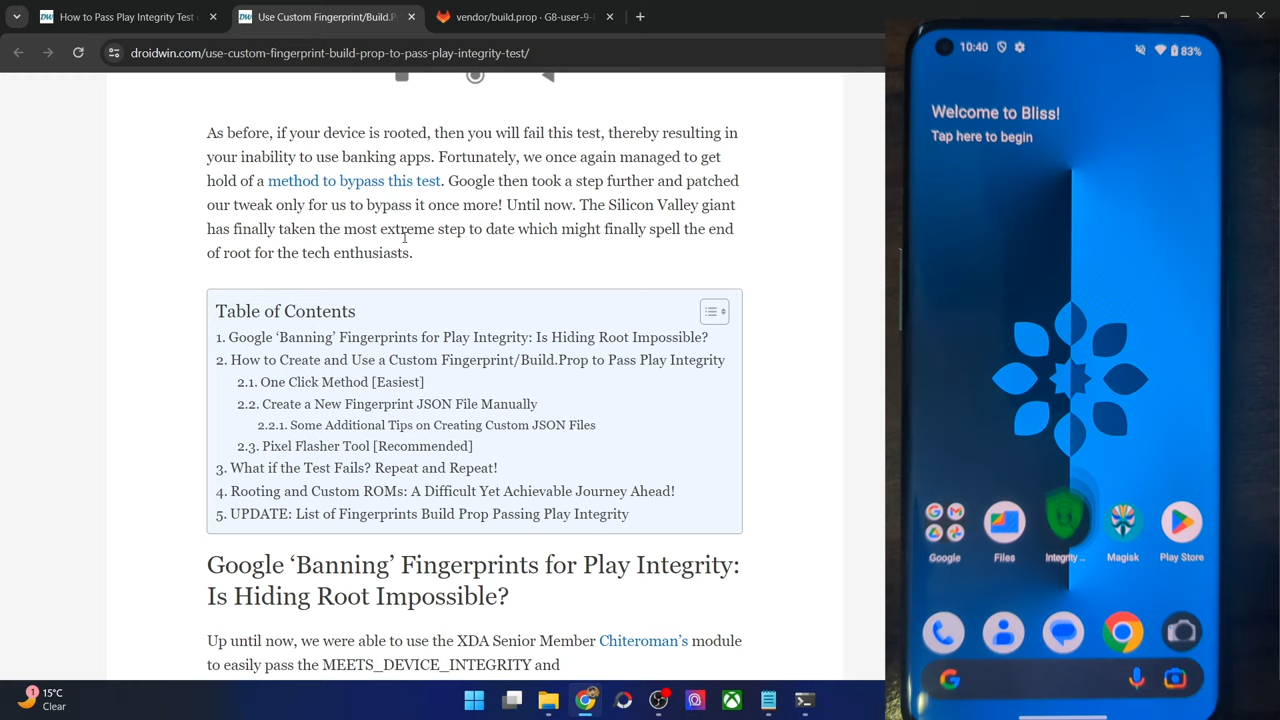 How to Pass Play Integrity Test
Use Custom Fingerprint/Build.P
vendor/build.prop · G8-user-9-
droidwin.com/use-custom-fingerprint-build-prop-to-pass-play-integrity-test/
As before, if your device is rooted, then you will fail this test, thereby resulting in
your inability to use banking apps. Fortunately, we once again managed to get
hold of a method to bypass this test. Google then took a step further and patched
our tweak only for us to bypass it once more! Until now. The Silicon Valley giant
has finally taken the most extreme step to date which might finally spell the end
of root for the tech enthusiasts.
Table of Contents
1. Google ‘Banning’ Fingerprints for Play Integrity: Is Hiding Root Impossible?
2. How to Create and Use a Custom Fingerprint/Build.Prop to Pass Play Integrity
2.1. One Click Method [Easiest]
2.2. Create a New Fingerprint JSON File Manually
2.2.1. Some Additional Tips on Creating Custom JSON Files
2.3. Pixel Flasher Tool [Recommended]
3. What if the Test Fails? Repeat and Repeat!
4. Rooting and Custom ROMs: A Difficult Yet Achievable Journey Ahead!
5. UPDATE: List of Fingerprints Build Prop Passing Play Integrity
Google ‘Banning’ Fingerprints for Play Integrity:
Is Hiding Root Impossible?
Up until now, we were able to use the XDA Senior Member Chiteroman’s module
to easily pass the MEETS_DEVICE_INTEGRITY and
1
15°C
Clear
10:40
83%
Welcome to Bliss!
Tap here to begin
Google
Files
Integrity ...
Magisk
Play Store